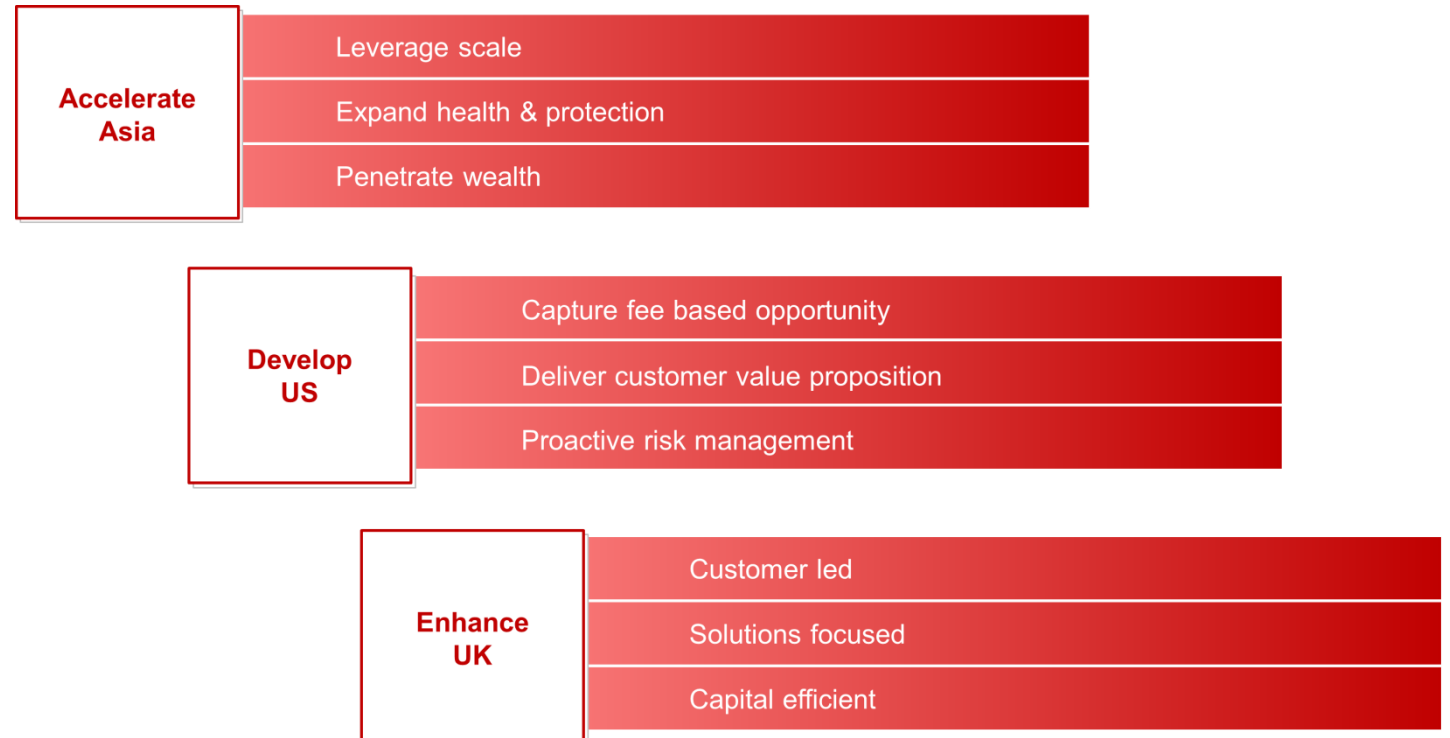 Accelerate
Asia
Leverage scale
Expand health & protection
Penetrate wealth
Develop
US
Capture fee based opportunity
Deliver customer value proposition
Proactive risk management
Enhance
UK
Customer led
Solutions focused
Capital efficient